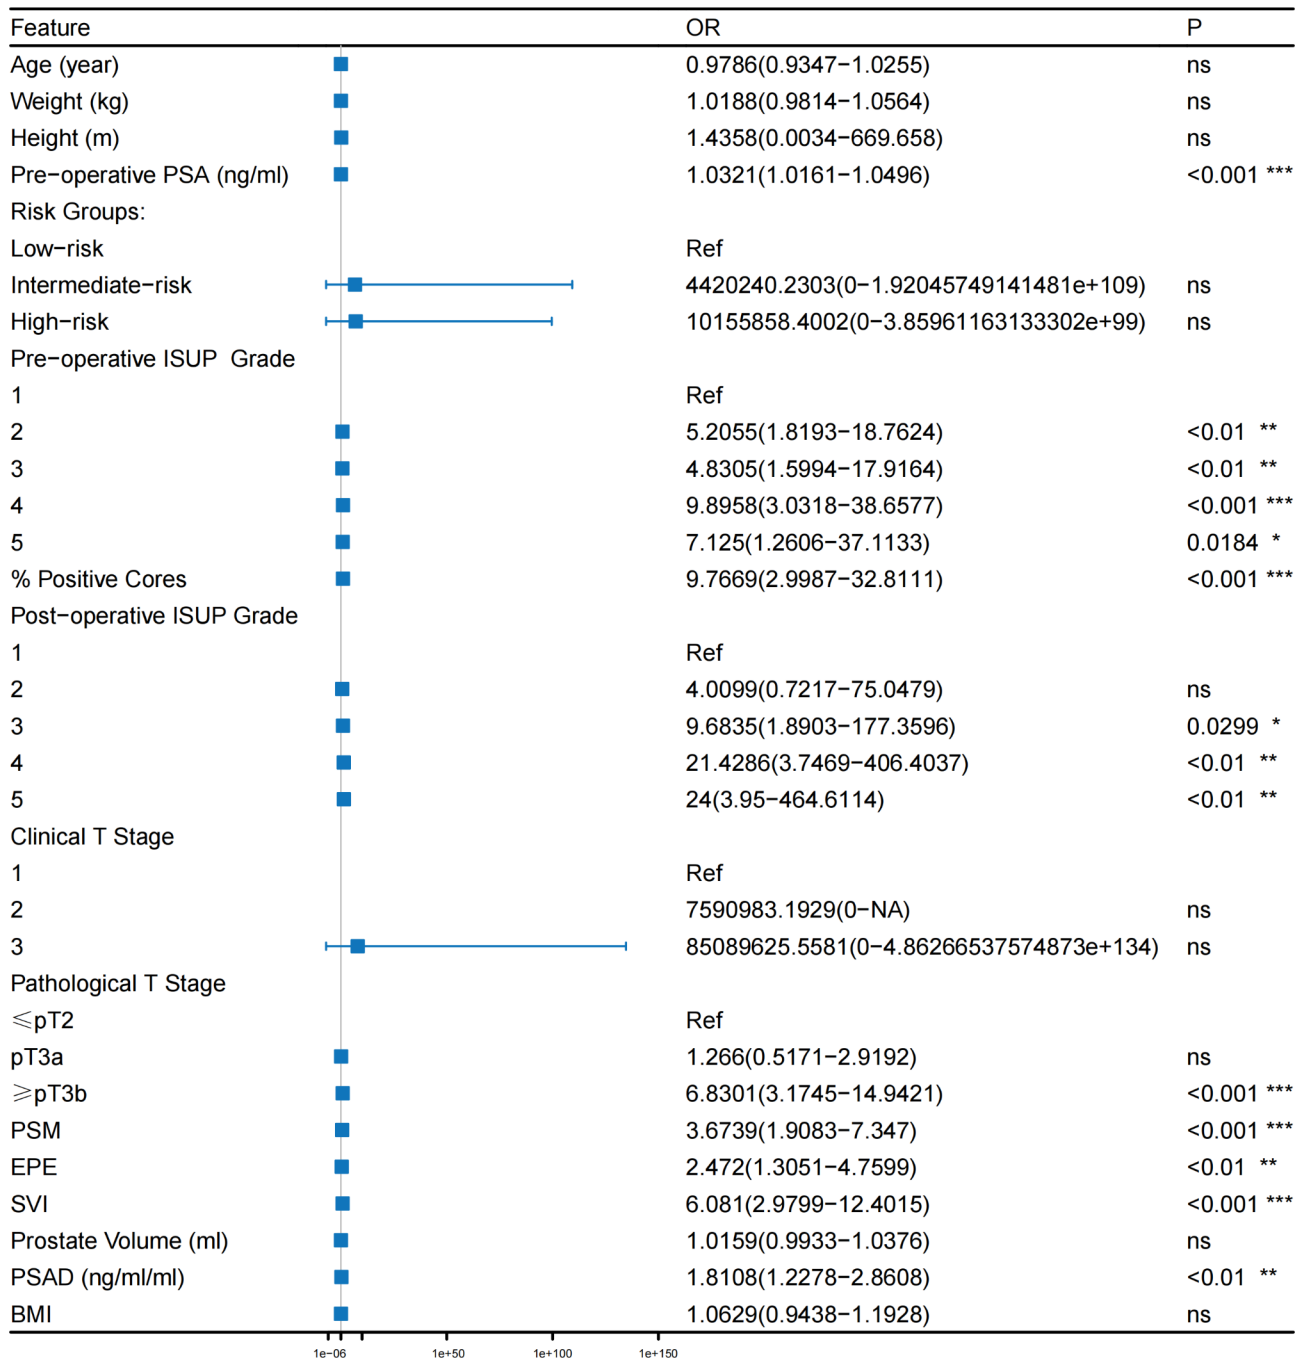 Feature OR P
Age (year) 0.9786(0.9347−1.0255) ns
Weight (kg) 1.0188(0.9814−1.0564) ns
Height (m) 1.4358(0.0034−669.658) ns
Pre−operative PSA (ng/ml) 1.0321(1.0161−1.0496) <0.001 ***
Risk Groups:
Low−risk Ref
Intermediate−risk 4420240.2303(0−1.92045749141481e+109) ns
High−risk 10155858.4002(0−3.85961163133302e+99) ns
Pre−operative ISUP Grade
1 Ref
2 5.2055(1.8193−18.7624) <0.01 **
3 4.8305(1.5994−17.9164) <0.01 **
4 9.8958(3.0318−38.6577) <0.001 ***
5 7.125(1.2606−37.1133) 0.0184 *
% Positive Cores 9.7669(2.9987−32.8111) <0.001 ***
Post−operative ISUP Grade
1 Ref
2 4.0099(0.7217−75.0479) ns
3 9.6835(1.8903−177.3596) 0.0299 *
4 21.4286(3.7469−406.4037) <0.01 **
5 24(3.95−464.6114) <0.01 **
Clinical T Stage
1 Ref
2 7590983.1929(0−NA) ns
3 85089625.5581(0−4.86266537574873e+134) ns
Pathological T Stage
≤pT2 Ref
pT3a 1.266(0.5171−2.9192) ns
≥pT3b 6.8301(3.1745−14.9421) <0.001 ***
PSM 3.6739(1.9083−7.347) <0.001 ***
EPE 2.472(1.3051−4.7599) <0.01 **
SVI 6.081(2.9799−12.4015) <0.001 ***
Prostate Volume (ml) 1.0159(0.9933−1.0376) ns
PSAD (ng/ml/ml) 1.8108(1.2278−2.8608) <0.01 **
BMI 1.0629(0.9438−1.1928) ns
1e−06 1e+50 1e+100 1e+150